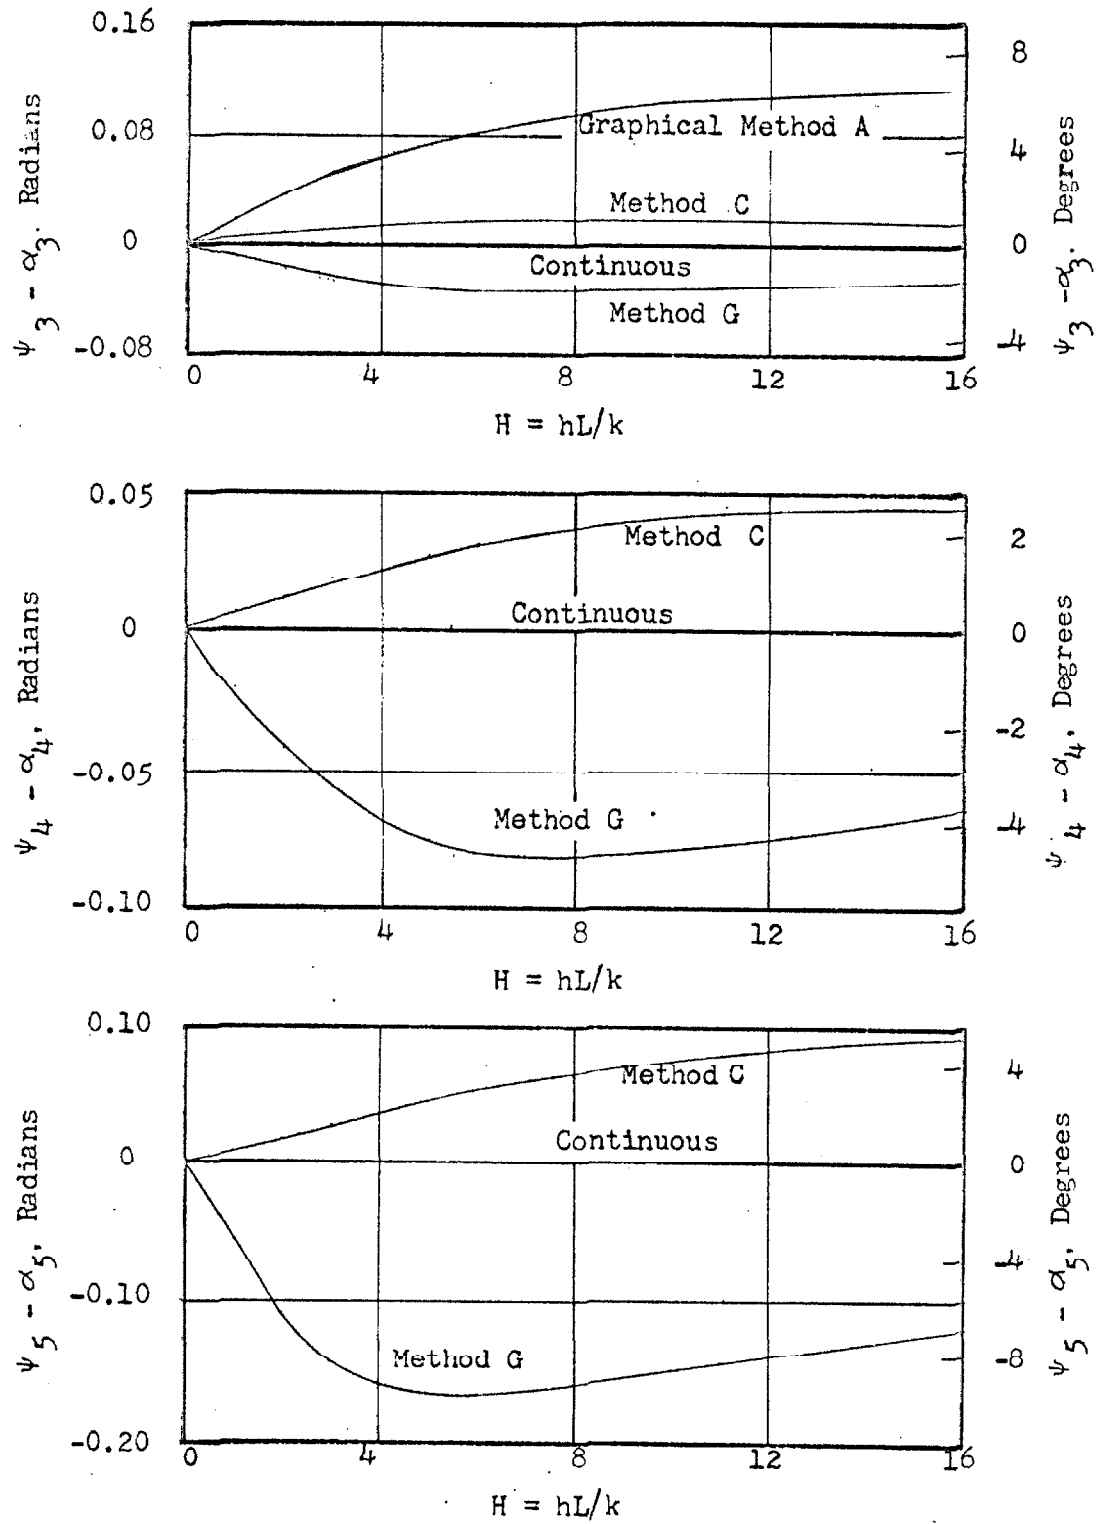 0.16
8
0.08
Graphical Method A
4
Method C
0
0
Continuous
Method G
-0.08
-4
ψ3 - α3. Radians
ψ3 -α3. Degrees
0 4 8 12 16
H = hL/k
0.05
Method C
2
Continuous
0
0
-2
-0.05
Method G
-4
-0.10
ψ4 - α4, Radians
ψ4 - α4. Degrees
0 4 8 12 16
H = hL/k
0.10
Method C
4
Continuous
0
0
-4
-0.10
Method G
-8
-0.20
ψ5 - α5, Radians
ψ5 - α5, Degrees
0 4 8 12 16
H = hL/k